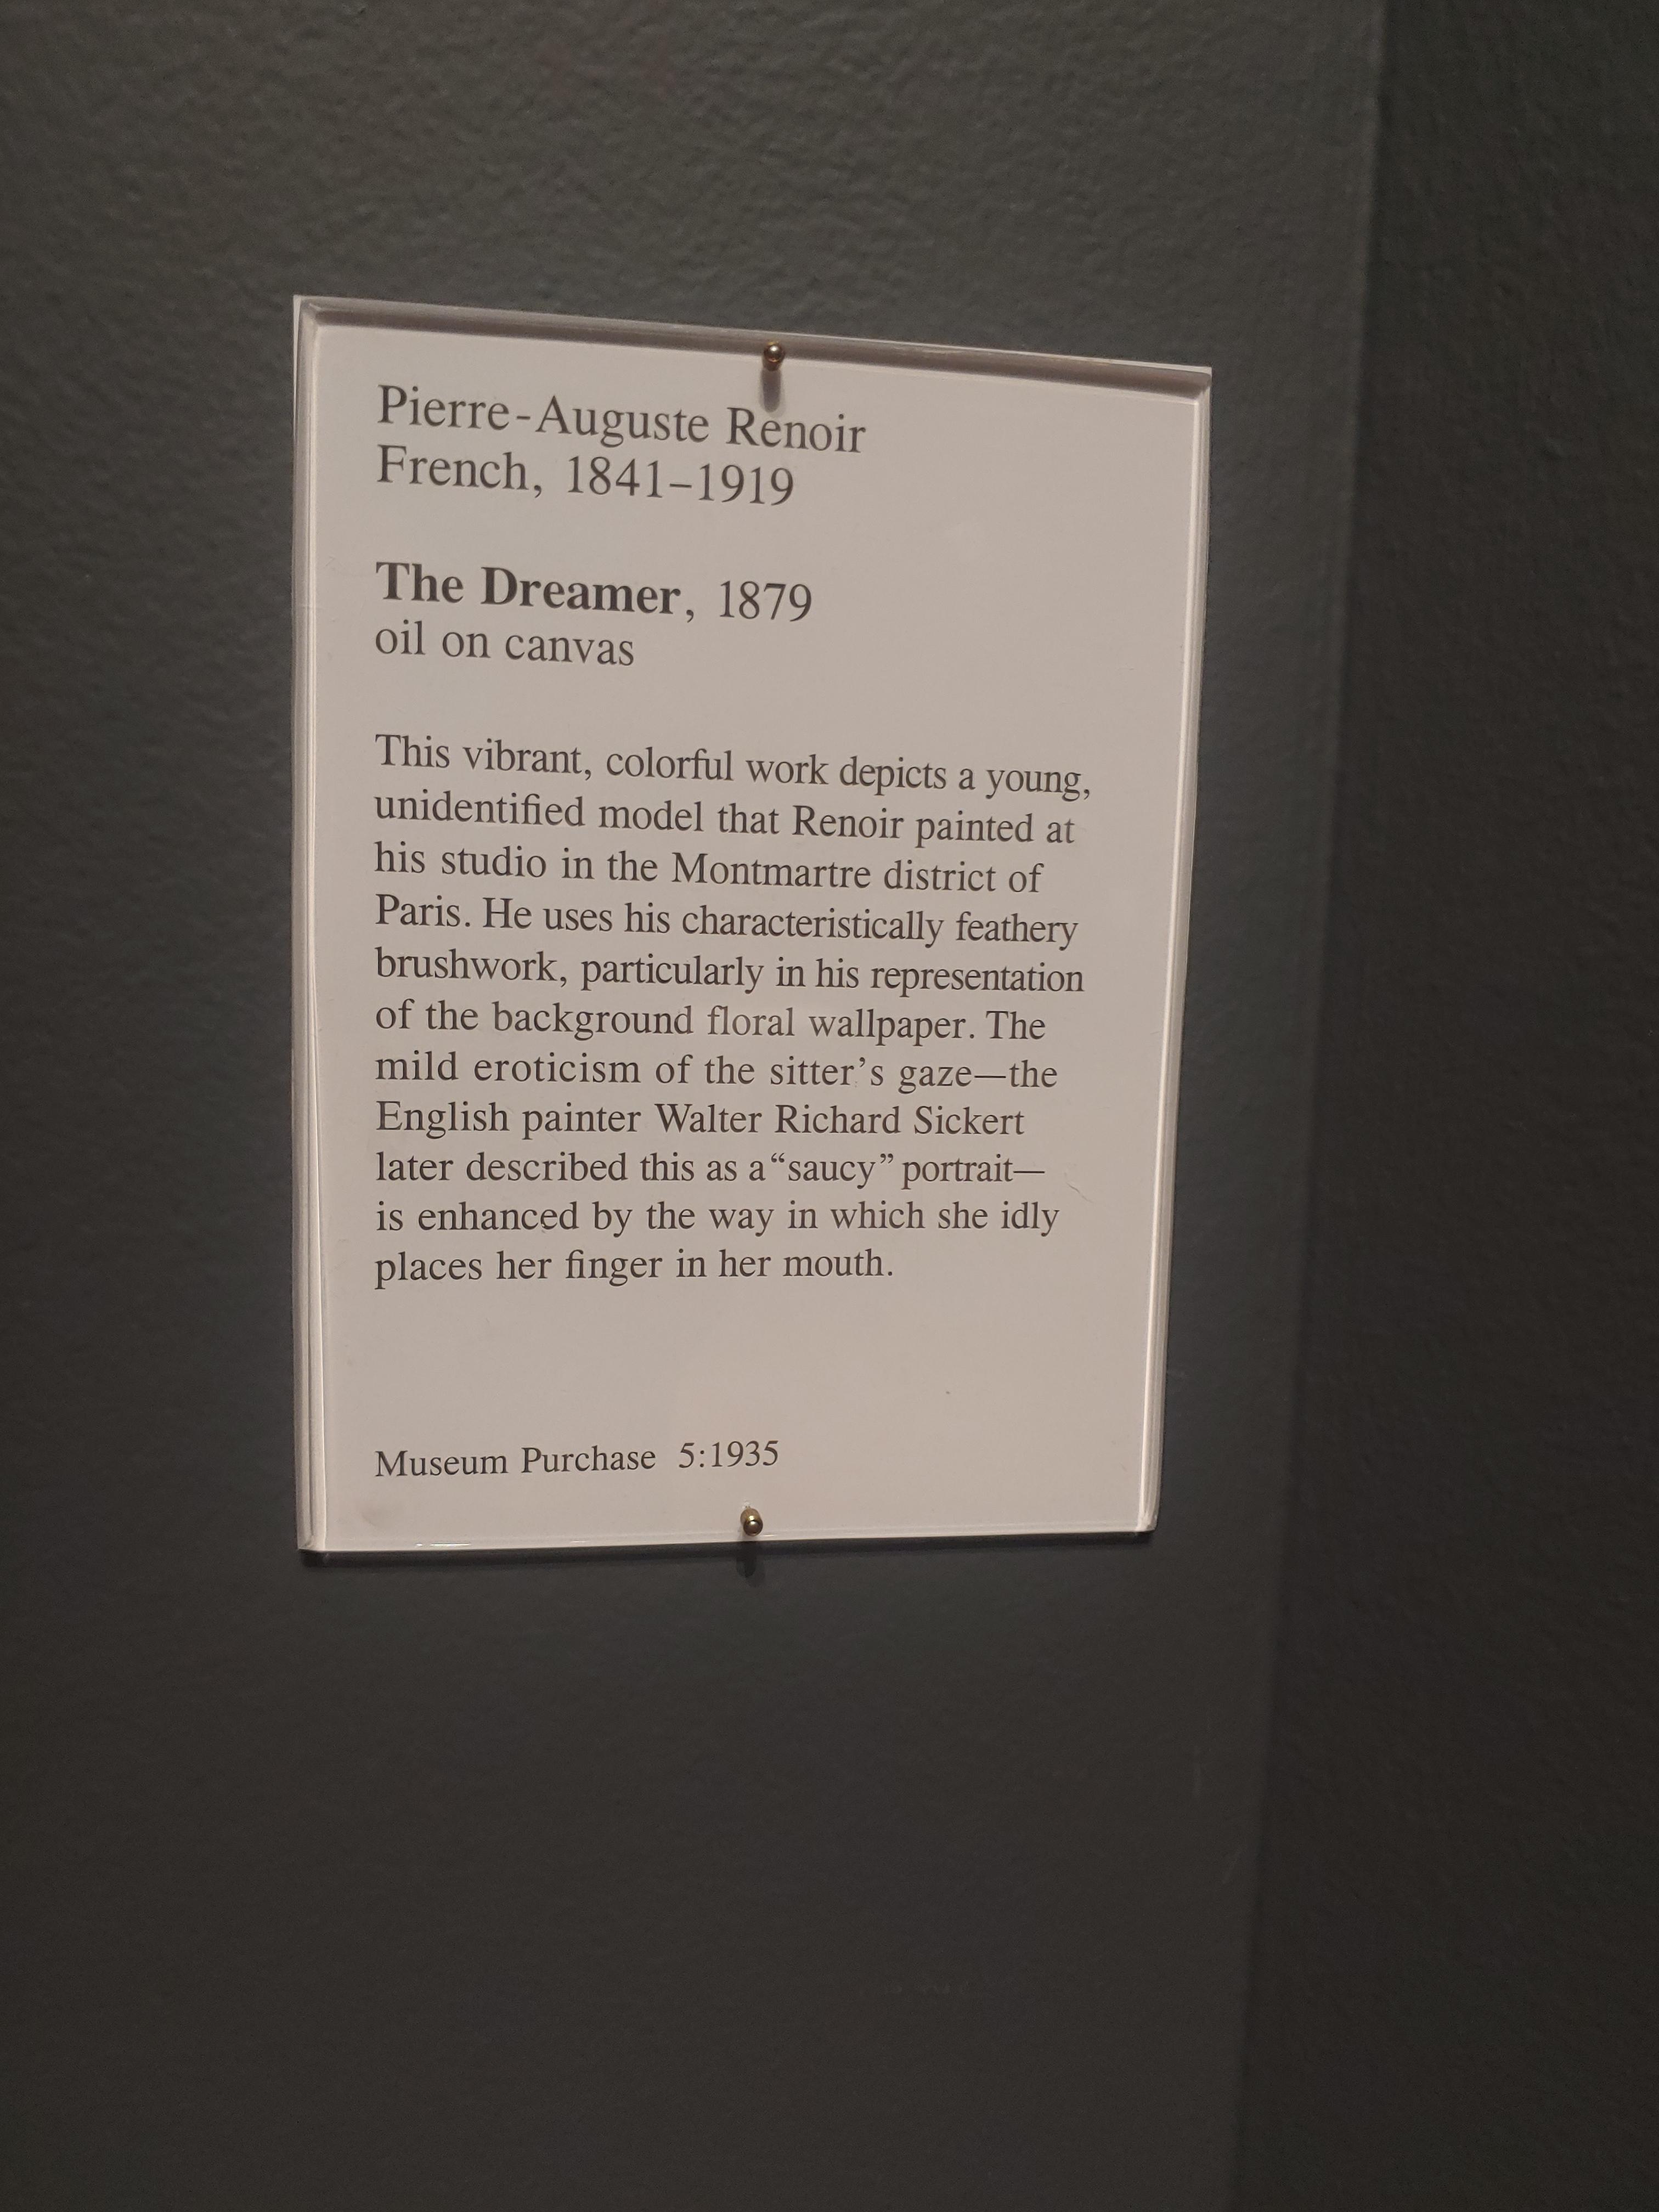 Pierre-Auguste Renoir
French, 1841–1919
The Dreamer, 1879
oil on canvas
This vibrant, colorful work depicts a young,
unidentified model that Renoir painted at
his studio in the Montmartre district of
Paris. He uses his characteristically feathery
brushwork, particularly in his representation
of the background floral wallpaper. The
mild eroticism of the sitter’s gaze—the
English painter Walter Richard Sickert
later described this as a “saucy” portrait—
is enhanced by the way in which she idly
places her finger in her mouth.
Museum Purchase 5:1935